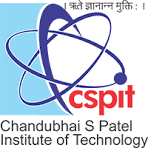 । ऋते ज्ञानान्न मुक्तिः ।
cspit
Chandubhai S Patel
Institute of Technology